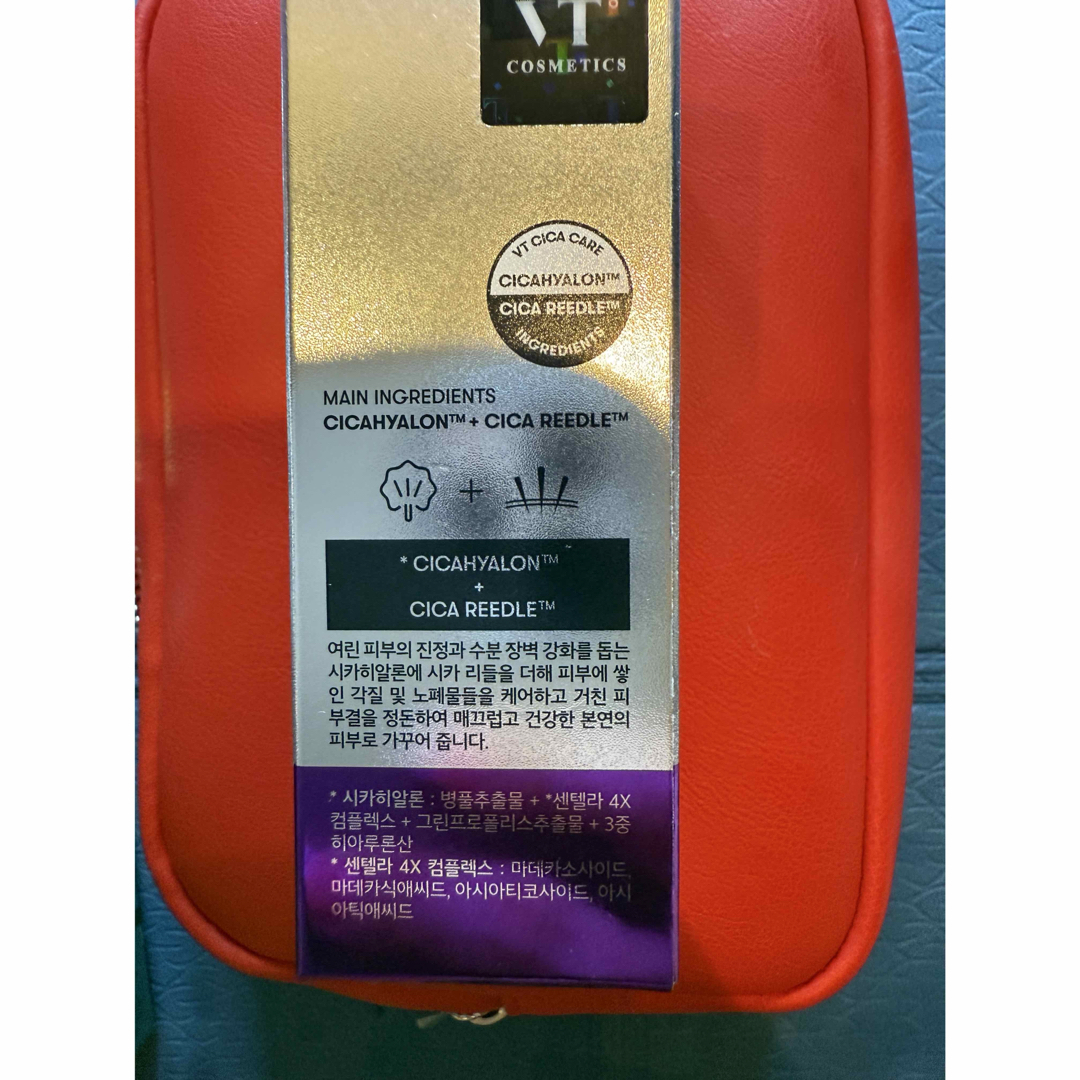 VT
COSMETICS
VT CICA CARE
CICAHYALON™
CICA REEDLE™
INGREDIENTS
MAIN INGREDIENTS
CICAHYALON™ + CICA REEDLE™
+
* CICAHYALON™
+
CICA REEDLE™
여린 피부의 진정과 수분 장벽 강화를 돕는
시카히알론에 시카 리들을 더해 피부에 쌓
인 각질 및 노폐물들을 케어하고 거친 피
부결을 정돈하여 매끄럽고 건강한 본연의
피부로 가꾸어 줍니다.
* 시카히알론 : 병풀추출물 + *센텔라 4X
컴플렉스 + 그린프로폴리스추출물 + 3중
히아루론산
* 센텔라 4X 컴플렉스 : 마데카소사이드,
마데카식애씨드, 아시아티코사이드, 아시
아틱애씨드